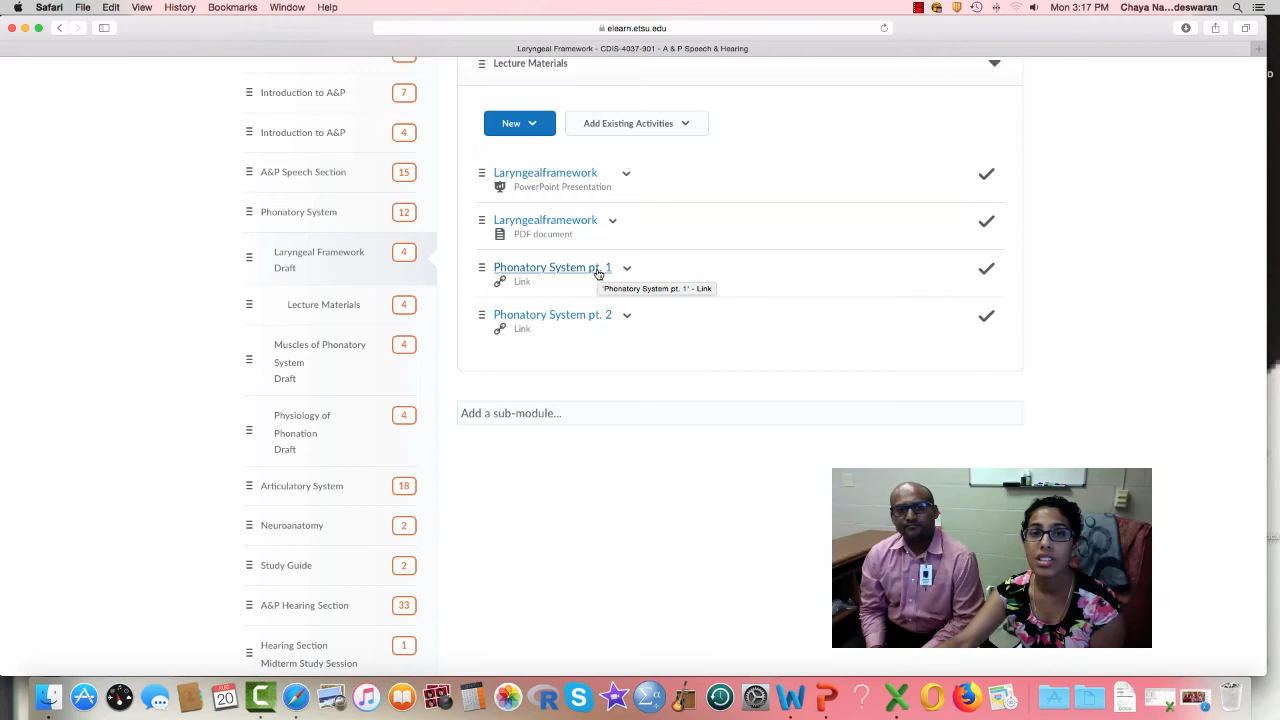 Safari File Edit View History Bookmarks Window Help Mon 3:17 PM Chaya Na...deswaran
elearn.etsu.edu
Laryngeal Framework - CDIS-4037-901 - A & P Speech & Hearing
Lecture Materials
Introduction to A&P 7
Introduction to A&P 4
A&P Speech Section 15
Phonatory System 12
Laryngeal Framework 4
Draft
Lecture Materials 4
Muscles of Phonatory 4
System
Draft
Physiology of 4
Phonation
Draft
Articulatory System 18
Neuroanatomy 2
Study Guide 2
A&P Hearing Section 33
Hearing Section 1
Midterm Study Session
New Add Existing Activities
Laryngealframework
PowerPoint Presentation
Laryngealframework
PDF document
Phonatory System pt. 1
Link
'Phonatory System pt. 1' - Link
Phonatory System pt. 2
Link
Add a sub-module...
AUG
20